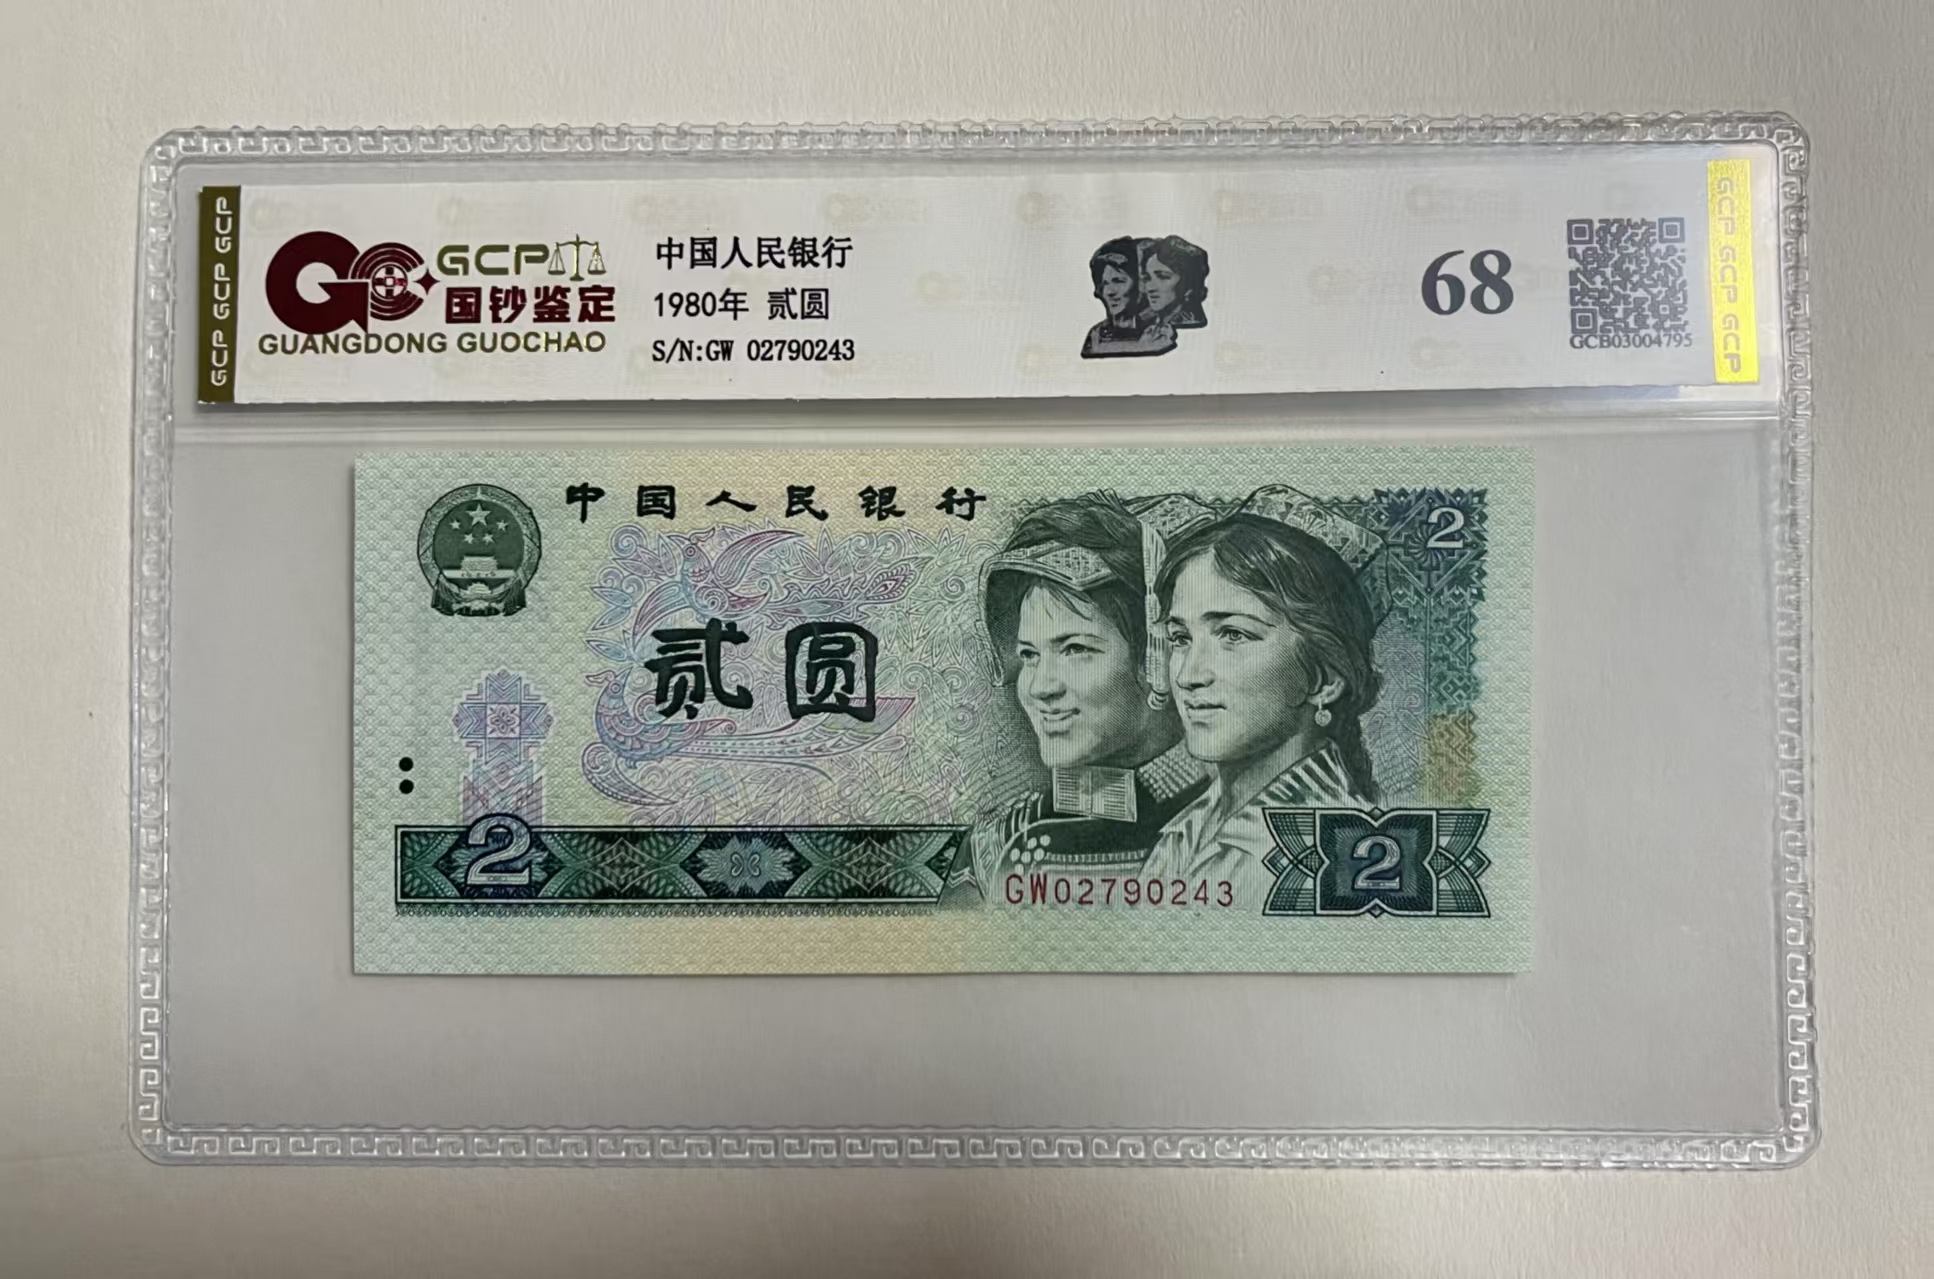 GCP GCP GCP
GCP
国钞鉴定
GUANGDONG GUOCHAO
中国人民银行
1980年 贰圆
S/N:GW 02790243
68
GCB03004795
GCP GCP GCP
中国人民银行
2
贰圆
2
GW02790243
2